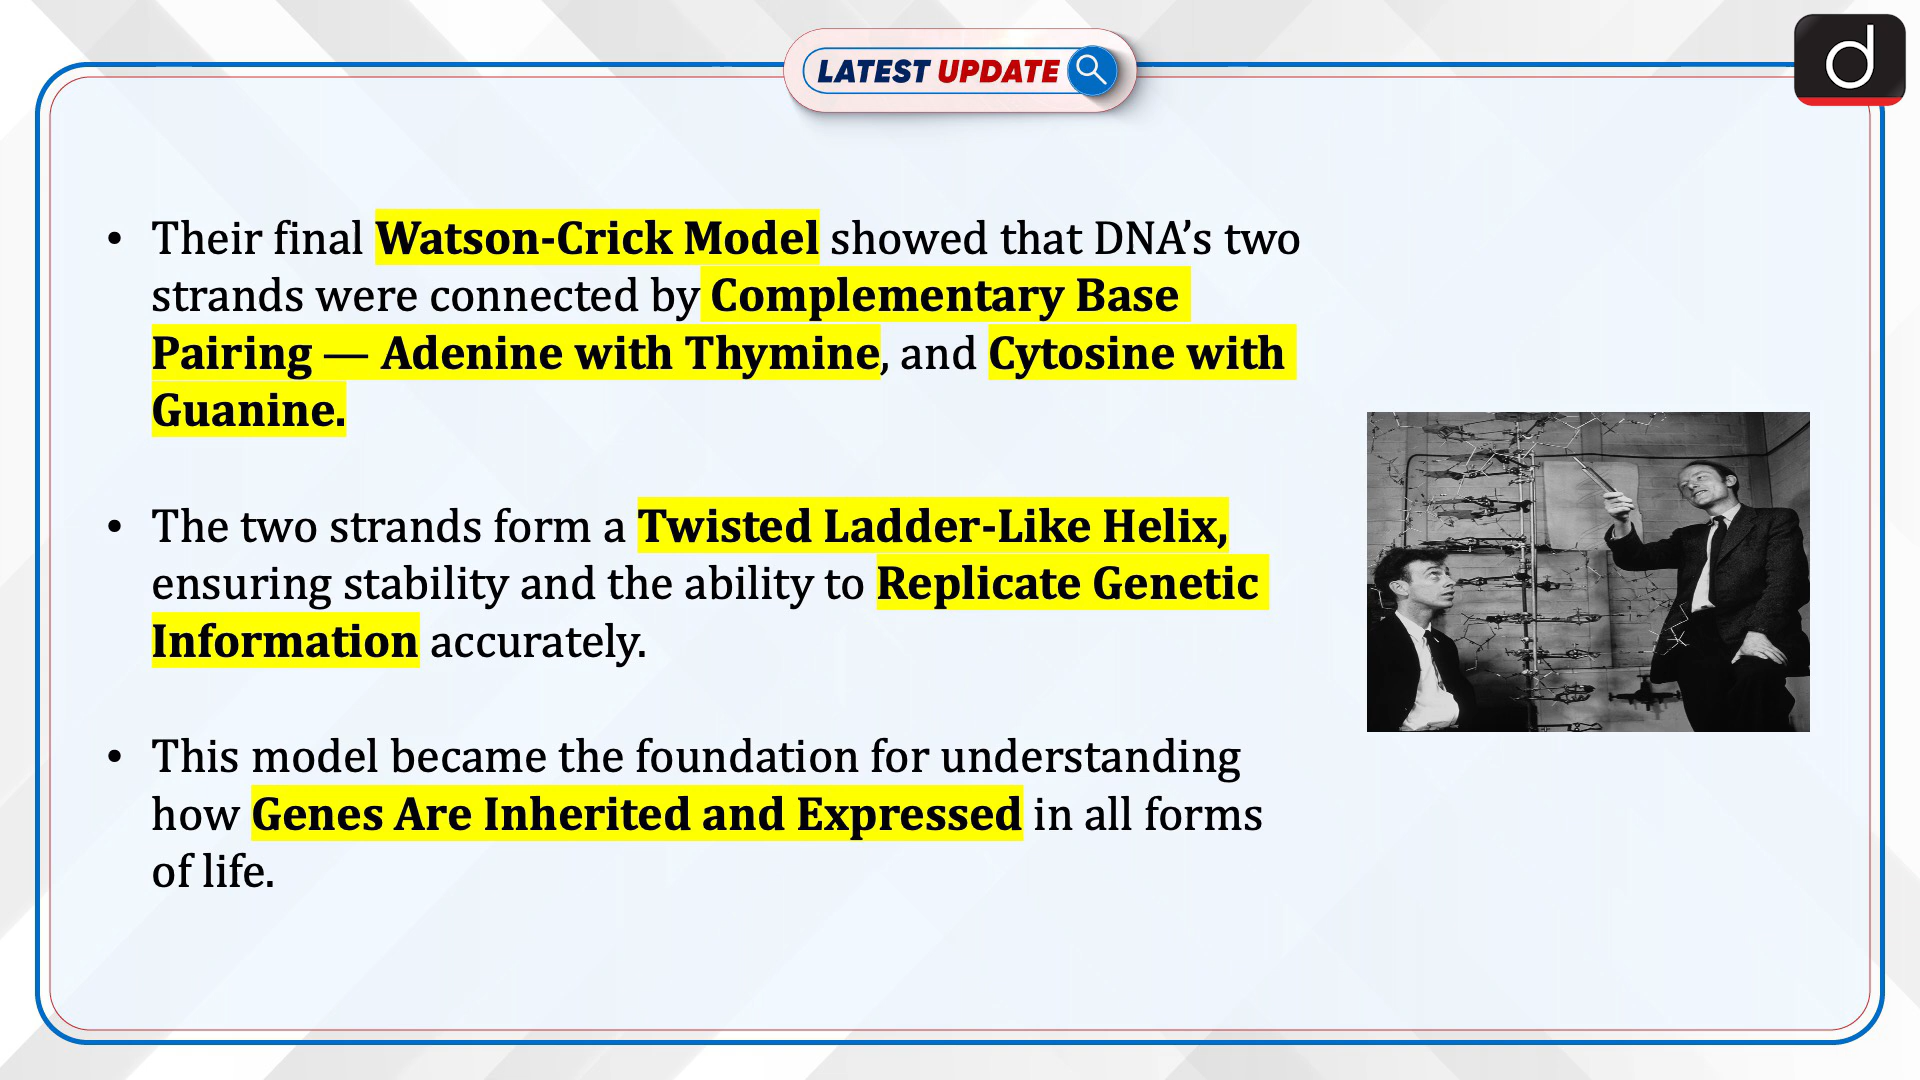 LATEST UPDATE
d
• Their final Watson-Crick Model showed that DNA’s two
strands were connected by Complementary Base
Pairing — Adenine with Thymine, and Cytosine with
Guanine.
• The two strands form a Twisted Ladder-Like Helix,
ensuring stability and the ability to Replicate Genetic
Information accurately.
• This model became the foundation for understanding
how Genes Are Inherited and Expressed in all forms
of life.